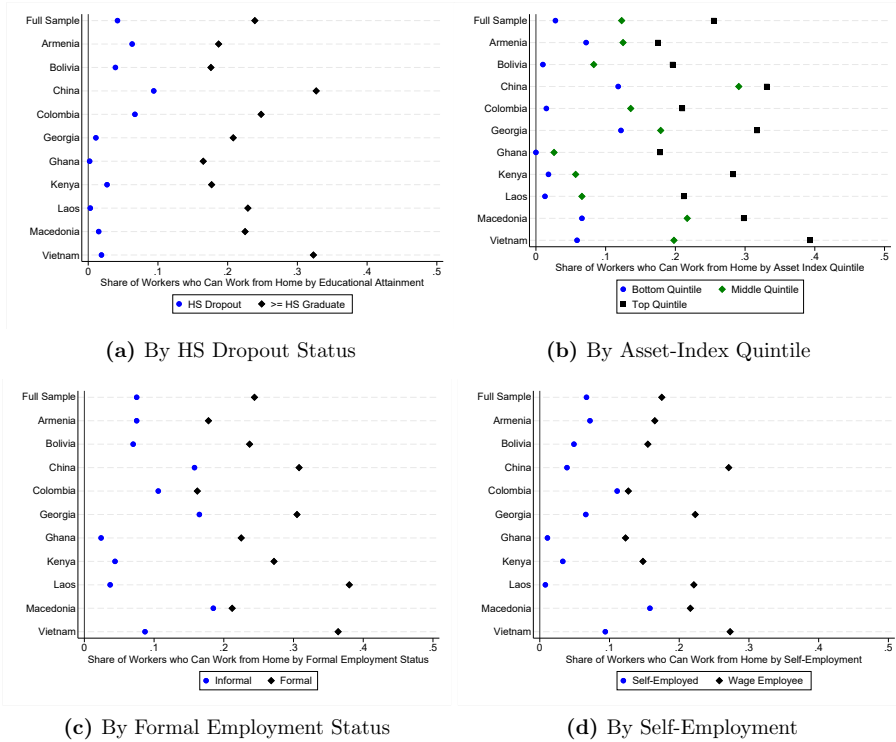 Full Sample
Armenia
Bolivia
China
Colombia
Georgia
Ghana
Kenya
Laos
Macedonia
Vietnam
0 .1 .2 .3 .4 .5
Share of Workers who Can Work from Home by Educational Attainment
HS Dropout >= HS Graduate
(a) By HS Dropout Status
Full Sample
Armenia
Bolivia
China
Colombia
Georgia
Ghana
Kenya
Laos
Macedonia
Vietnam
0 .1 .2 .3 .4 .5
Share of Workers who Can Work from Home by Asset Index Quintile
Bottom Quintile Middle Quintile
Top Quintile
(b) By Asset-Index Quintile
Full Sample
Armenia
Bolivia
China
Colombia
Georgia
Ghana
Kenya
Laos
Macedonia
Vietnam
0 .1 .2 .3 .4 .5
Share of Workers who Can Work from Home by Formal Employment Status
Informal Formal
(c) By Formal Employment Status
Full Sample
Armenia
Bolivia
China
Colombia
Georgia
Ghana
Kenya
Laos
Macedonia
Vietnam
0 .1 .2 .3 .4 .5
Share of Workers who Can Work from Home by Self-Employment
Self-Employed Wage Employee
(d) By Self-Employment